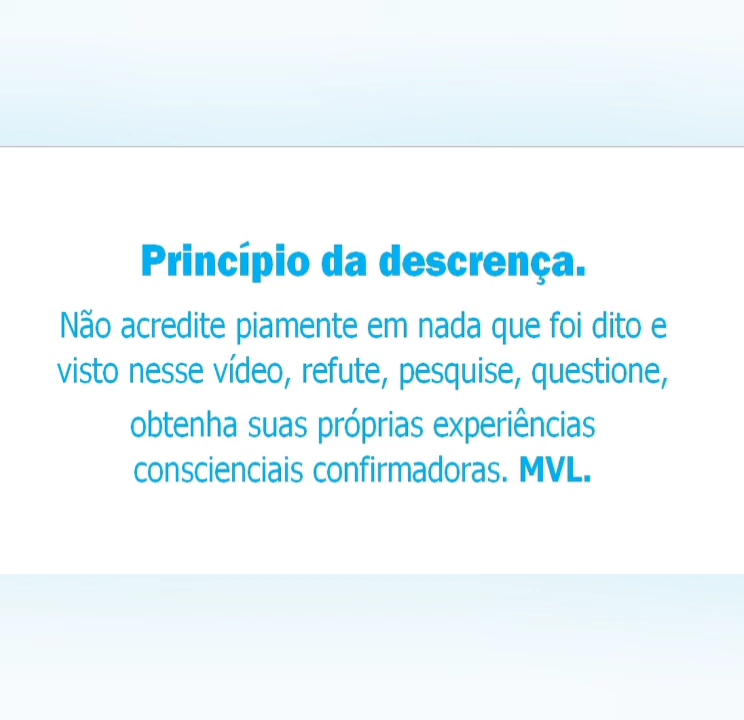 Princípio da descrença.
Não acredite piamente em nada que foi dito e
visto nesse vídeo, refute, pesquise, questione,
obtenha suas próprias experiências
conscienciais confirmadoras. MVL.